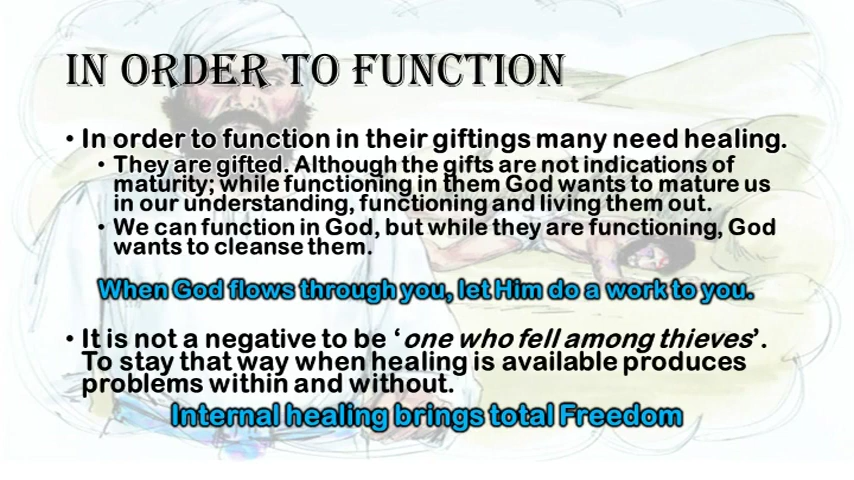 IN ORDER TO FUNCTION
• In order to function in their giftings many need healing.
• They are gifted. Although the gifts are not indications of
maturity; while functioning in them God wants to mature us
in our understanding, functioning and living them out.
• We can function in God, but while they are functioning, God
wants to cleanse them.
When God flows through you, let Him do a work to you.
• It is not a negative to be ‘one who fell among thieves’.
To stay that way when healing is available produces
problems within and without.
Internal healing brings total Freedom